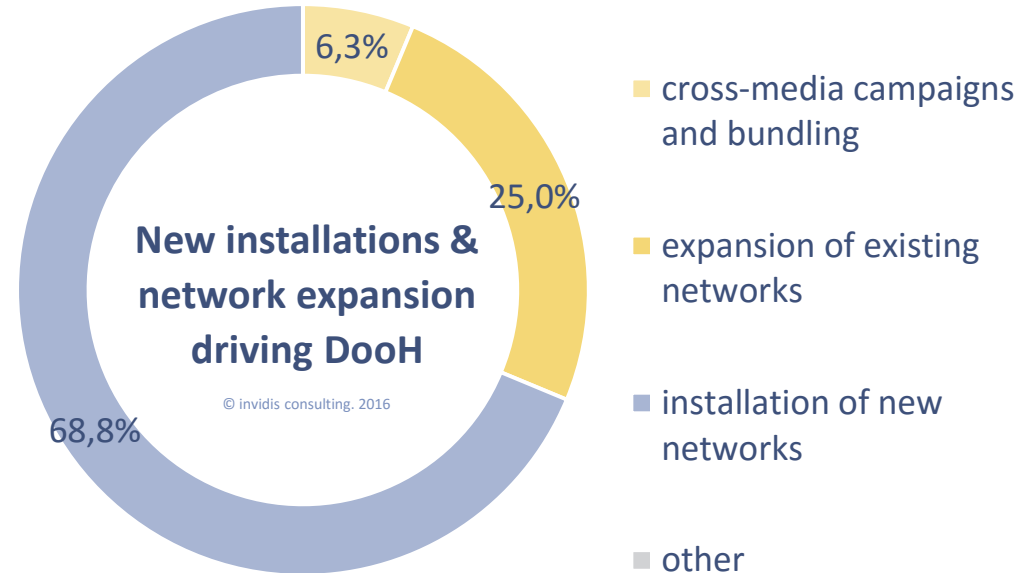 6,3%
25,0%
68,8%
New installations &
network expansion
driving DooH
© invidis consulting. 2016
cross-media campaigns
and bundling
expansion of existing
networks
installation of new
networks
other